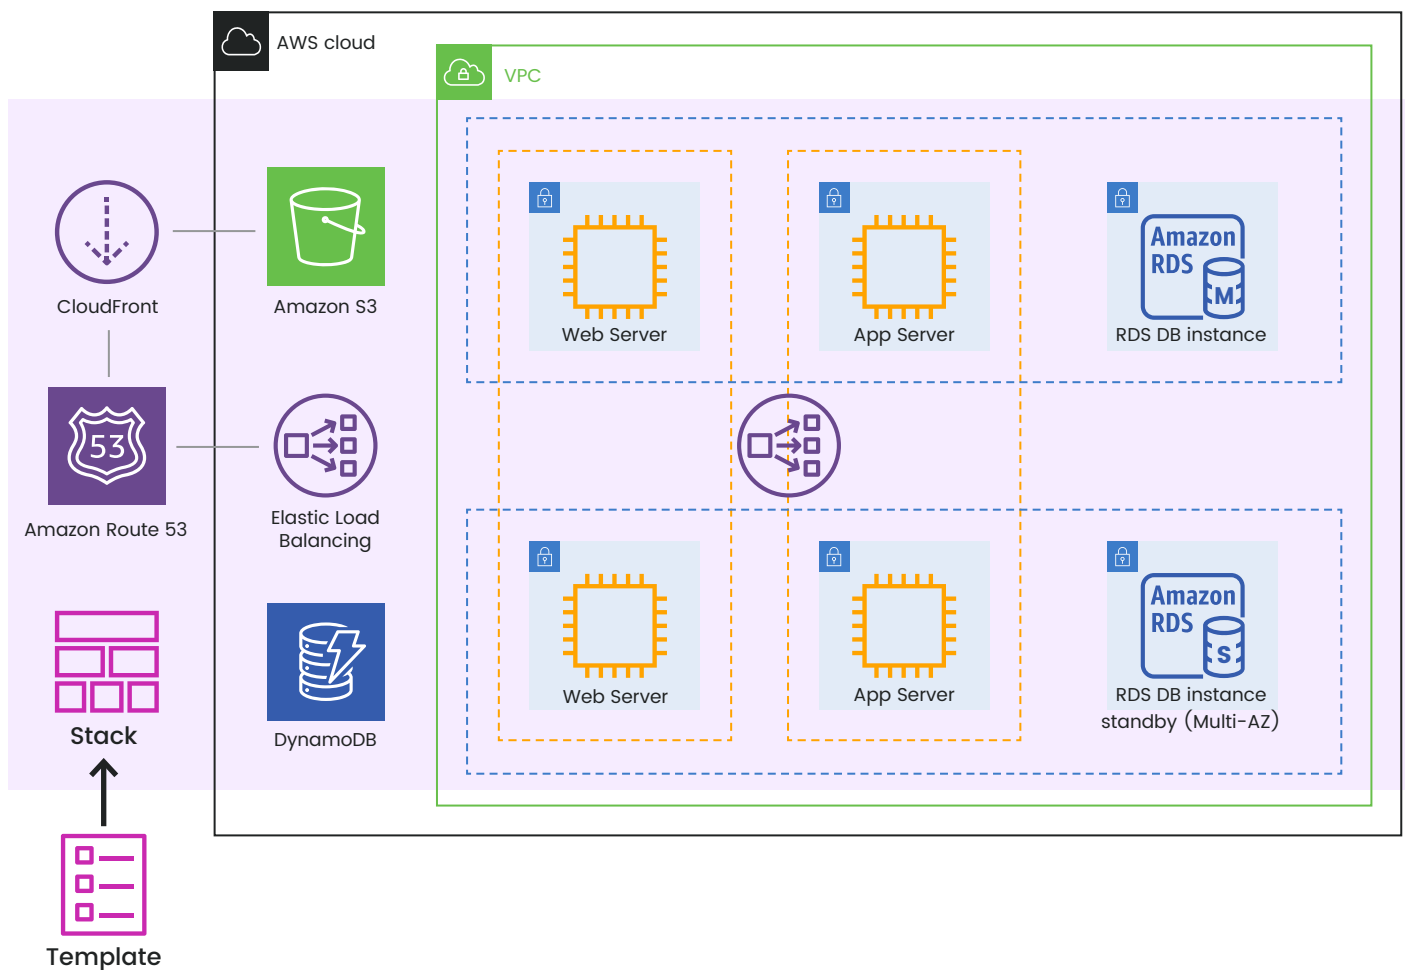 AWS cloud
VPC
CloudFront
Amazon S3
Web Server
App Server
Amazon
RDS
M
RDS DB instance
53
Amazon Route 53
Elastic Load
Balancing
Stack
DynamoDB
Web Server
App Server
Amazon
RDS
S
RDS DB instance
standby (Multi-AZ)
Template